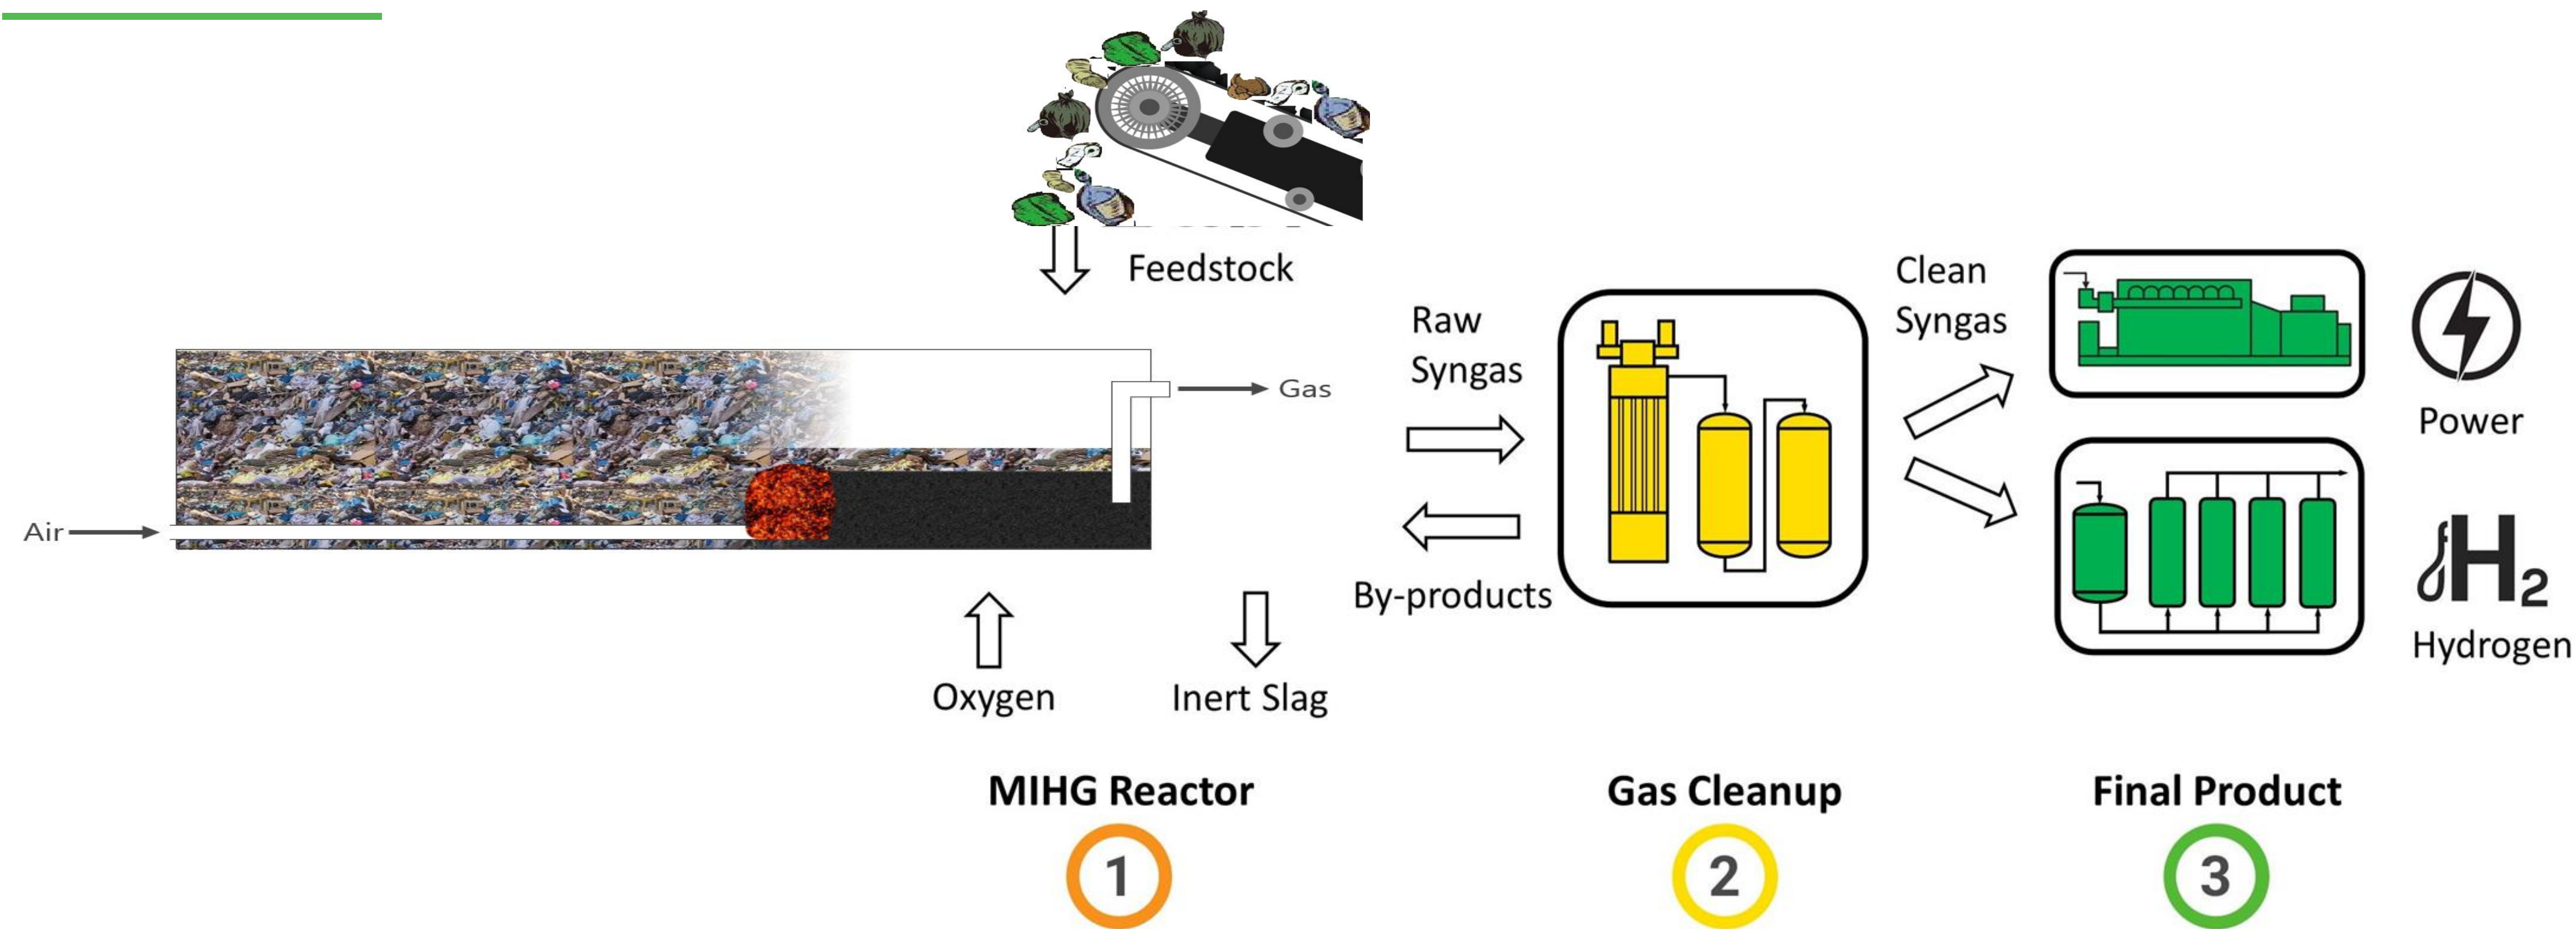 Feedstock
Air
Gas
Oxygen
Inert Slag
Raw
Syngas
By-products
Clean
Syngas
Power
H2
Hydrogen
MIHG Reactor
1
Gas Cleanup
2
Final Product
3